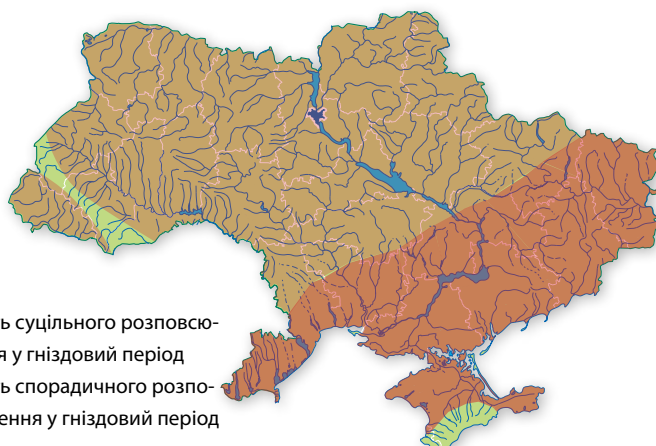 ь суцільного розповсю-
я у гніздовий період
ь спорадичного розпо-
ення у гніздовий період